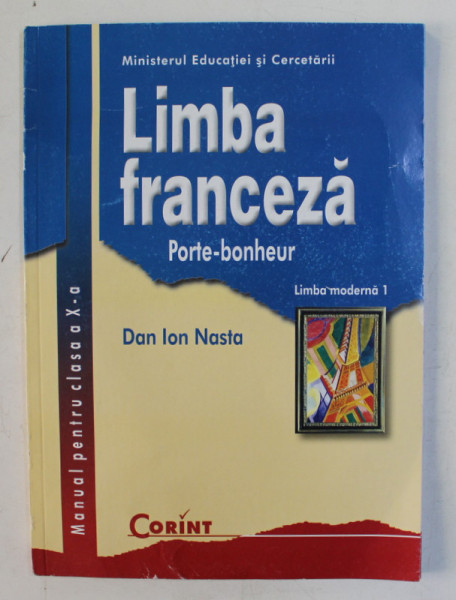 Ministerul Educației și Cercetării
Limba
franceză
Porte-bonheur
Limba modernă 1
Dan Ion Nasta
Manual pentru clasa a X-a
CORINT